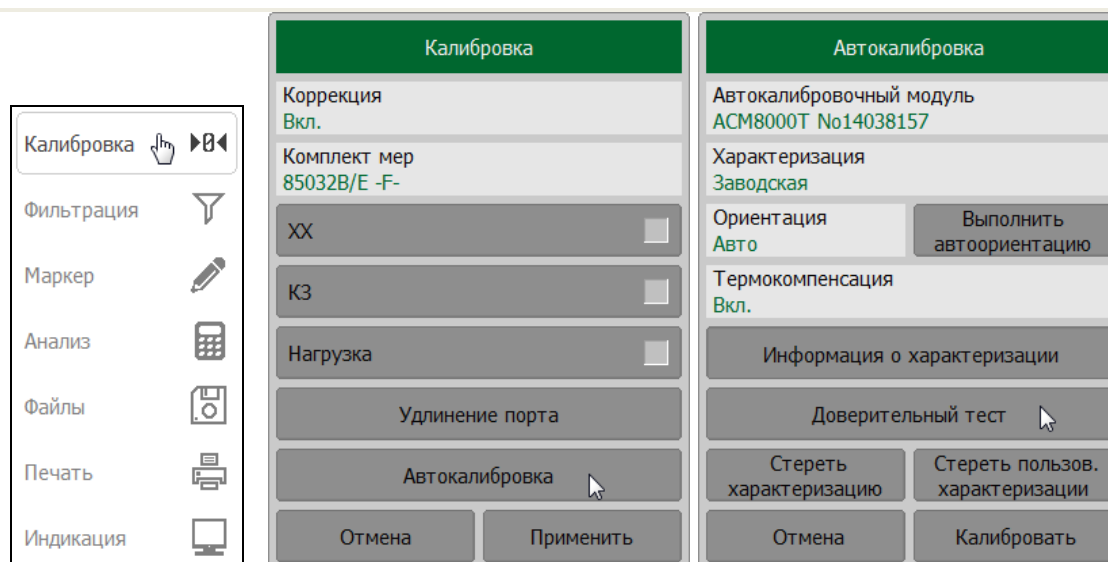 Калибровка
Фильтрация
Маркер
Анализ
Файлы
Печать
Индикация
Калибровка
Коррекция
Вкл.
Комплект мер
85032B/E -F-
ХХ
КЗ
Нагрузка
Удлинение порта
Автокалибровка
Отмена
Применить
Автокалибровка
Автокалибровочный модуль
ACM8000T No14038157
Характеризация
Заводская
Ориентация
Авто
Выполнить
автоориентацию
Термокомпенсация
Вкл.
Информация о характеризации
Доверительный тест
Стереть
характеризацию
Стереть пользов.
характеризации
Отмена
Калибровать